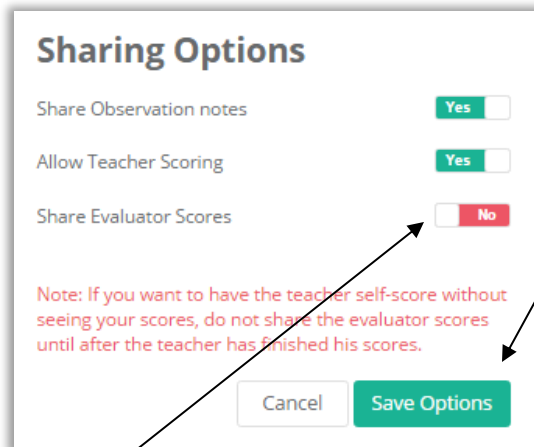 Sharing Options
Share Observation notes Yes
Allow Teacher Scoring Yes
Share Evaluator Scores No
Note: If you want to have the teacher self-score without
seeing your scores, do not share the evaluator scores
until after the teacher has finished his scores.
Cancel Save Options